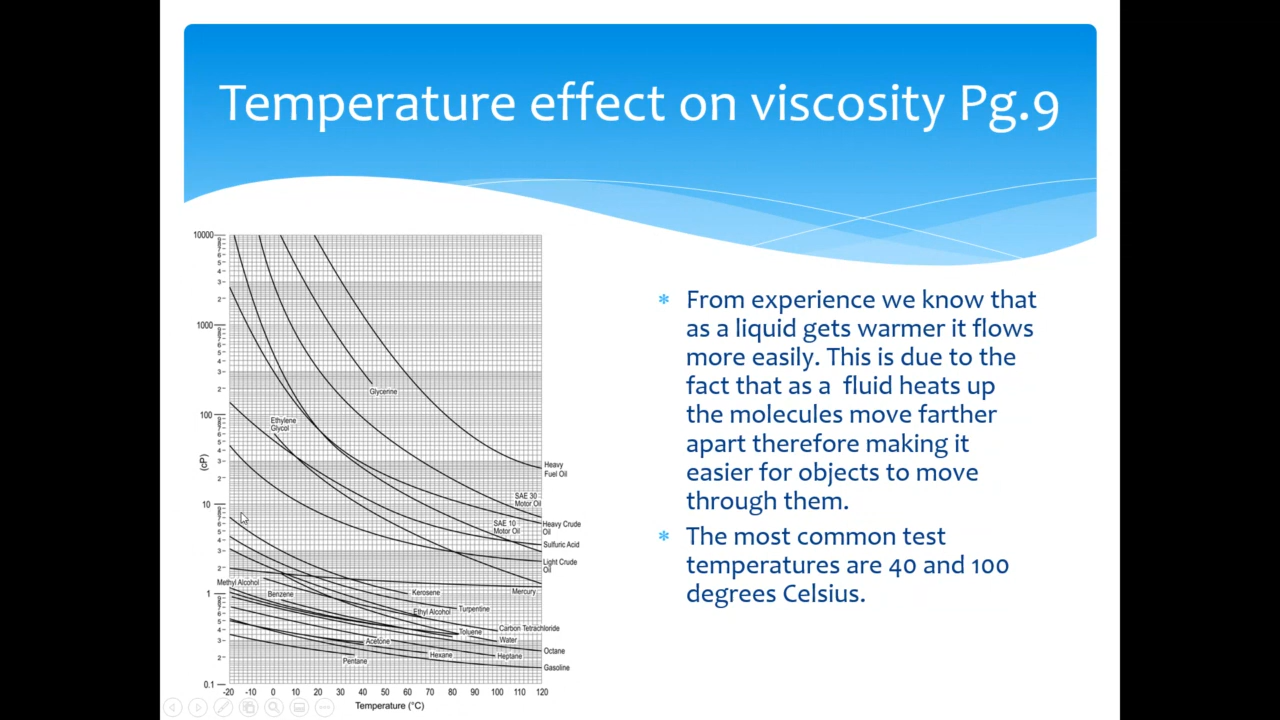 Temperature effect on viscosity Pg.9
From experience we know that
as a liquid gets warmer it flows
more easily. This is due to the
fact that as a fluid heats up
the molecules move farther
apart therefore making it
easier for objects to move
through them.
The most common test
temperatures are 40 and 100
degrees Celsius.
10000
1000
100
10
1
0.1
(cP)
-20 -10 0 10 20 30 40 50 60 70 80 90 100 110 120
Temperature (°C)
Glycerine
Ethylene
Glycol
Heavy
Fuel Oil
SAE 30
Motor Oil
SAE 10
Motor Oil
Heavy Crude
Oil
Sulfuric Acid
Light Crude
Oil
Mercury
Methyl Alcohol
Benzene
Kerosene
Ethyl Alcohol
Turpentine
Carbon Tetrachloride
Toluene
Water
Acetone
Octane
Pentane
Hexane
Heptane
Gasoline